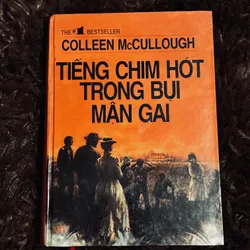 THE #1 BESTSELLER
COLLEEN McCULLOUGH
TIẾNG CHIM HÓT
TRONG BỤI
MẬN GAI